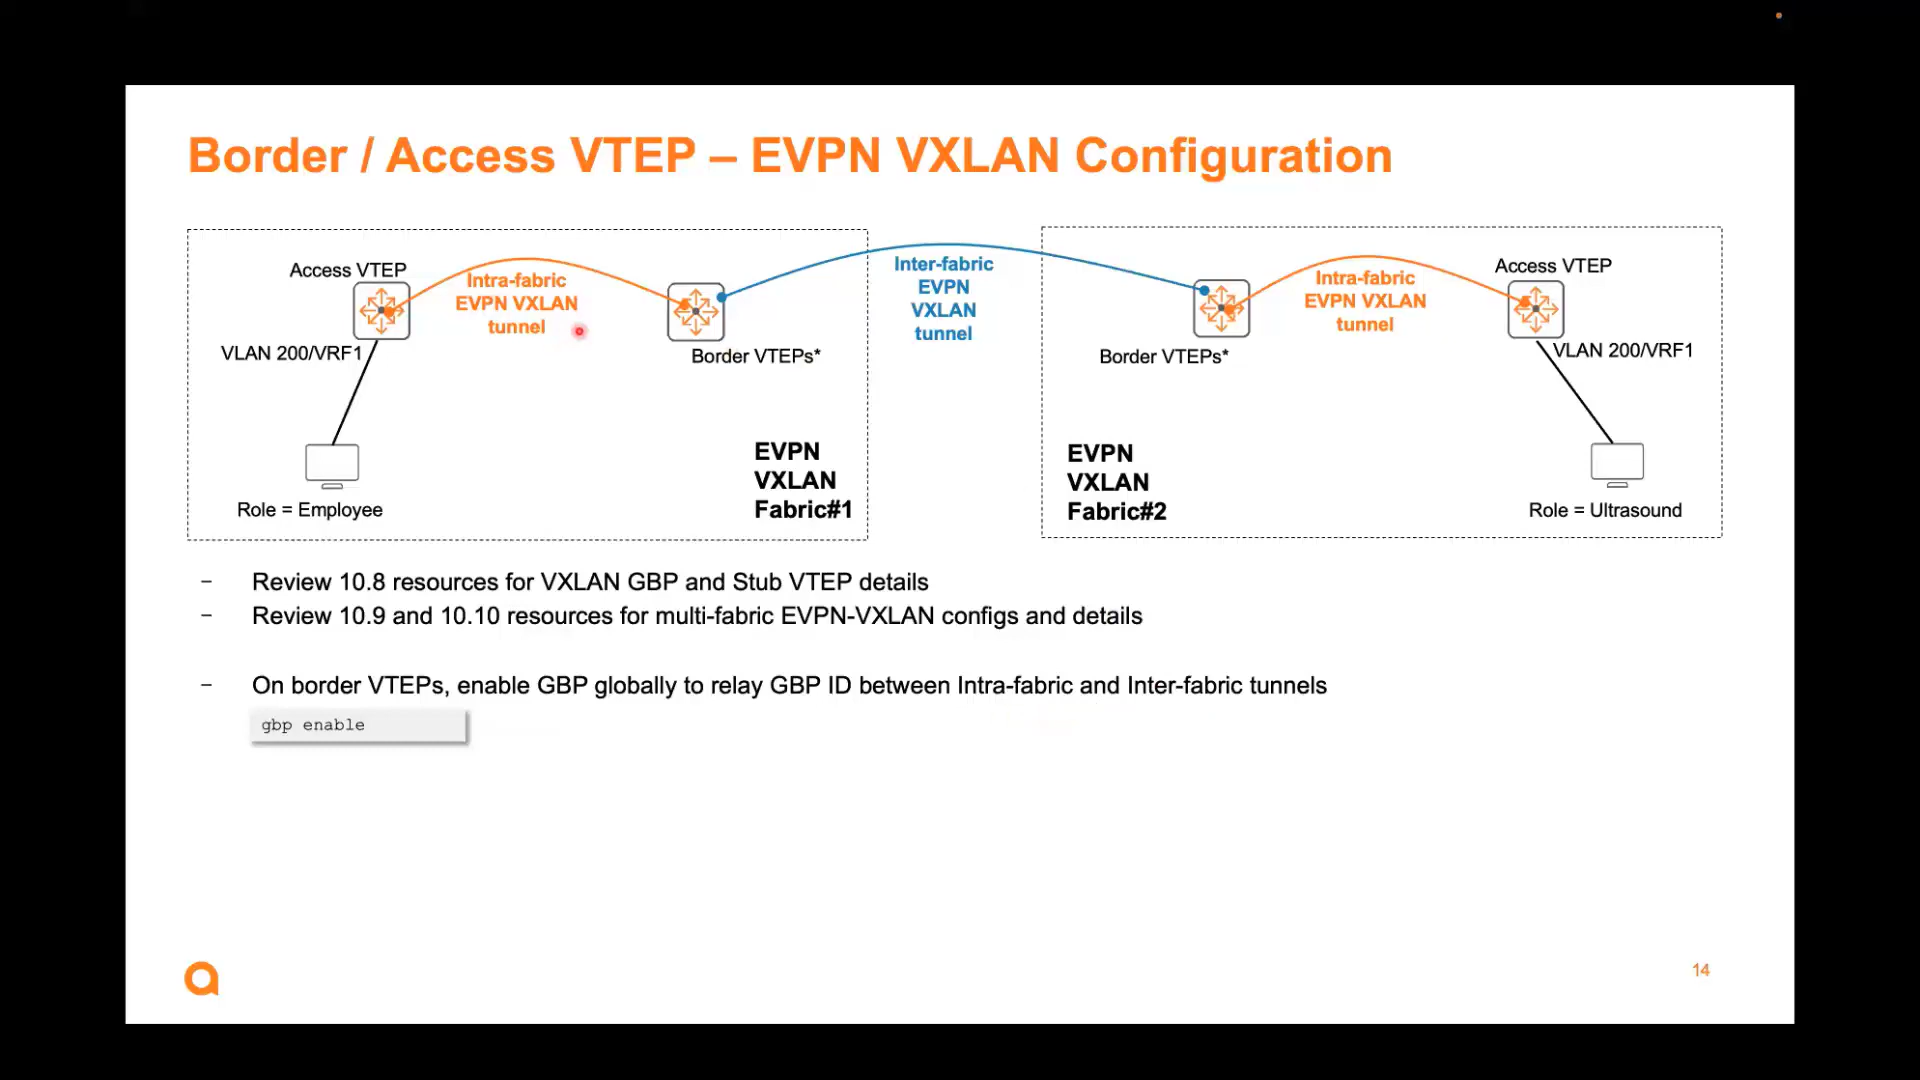 Border / Access VTEP – EVPN VXLAN Configuration
Access VTEP
Intra-fabric
EVPN VXLAN
tunnel
VLAN 200/VRF1
Border VTEPs*
Role = Employee
EVPN
VXLAN
Fabric#1
Inter-fabric
EVPN
VXLAN
tunnel
Border VTEPs*
Intra-fabric
EVPN VXLAN
tunnel
Access VTEP
VLAN 200/VRF1
EVPN
VXLAN
Fabric#2
Role = Ultrasound
– Review 10.8 resources for VXLAN GBP and Stub VTEP details
– Review 10.9 and 10.10 resources for multi-fabric EVPN-VXLAN configs and details
– On border VTEPs, enable GBP globally to relay GBP ID between Intra-fabric and Inter-fabric tunnels
gbp enable
14